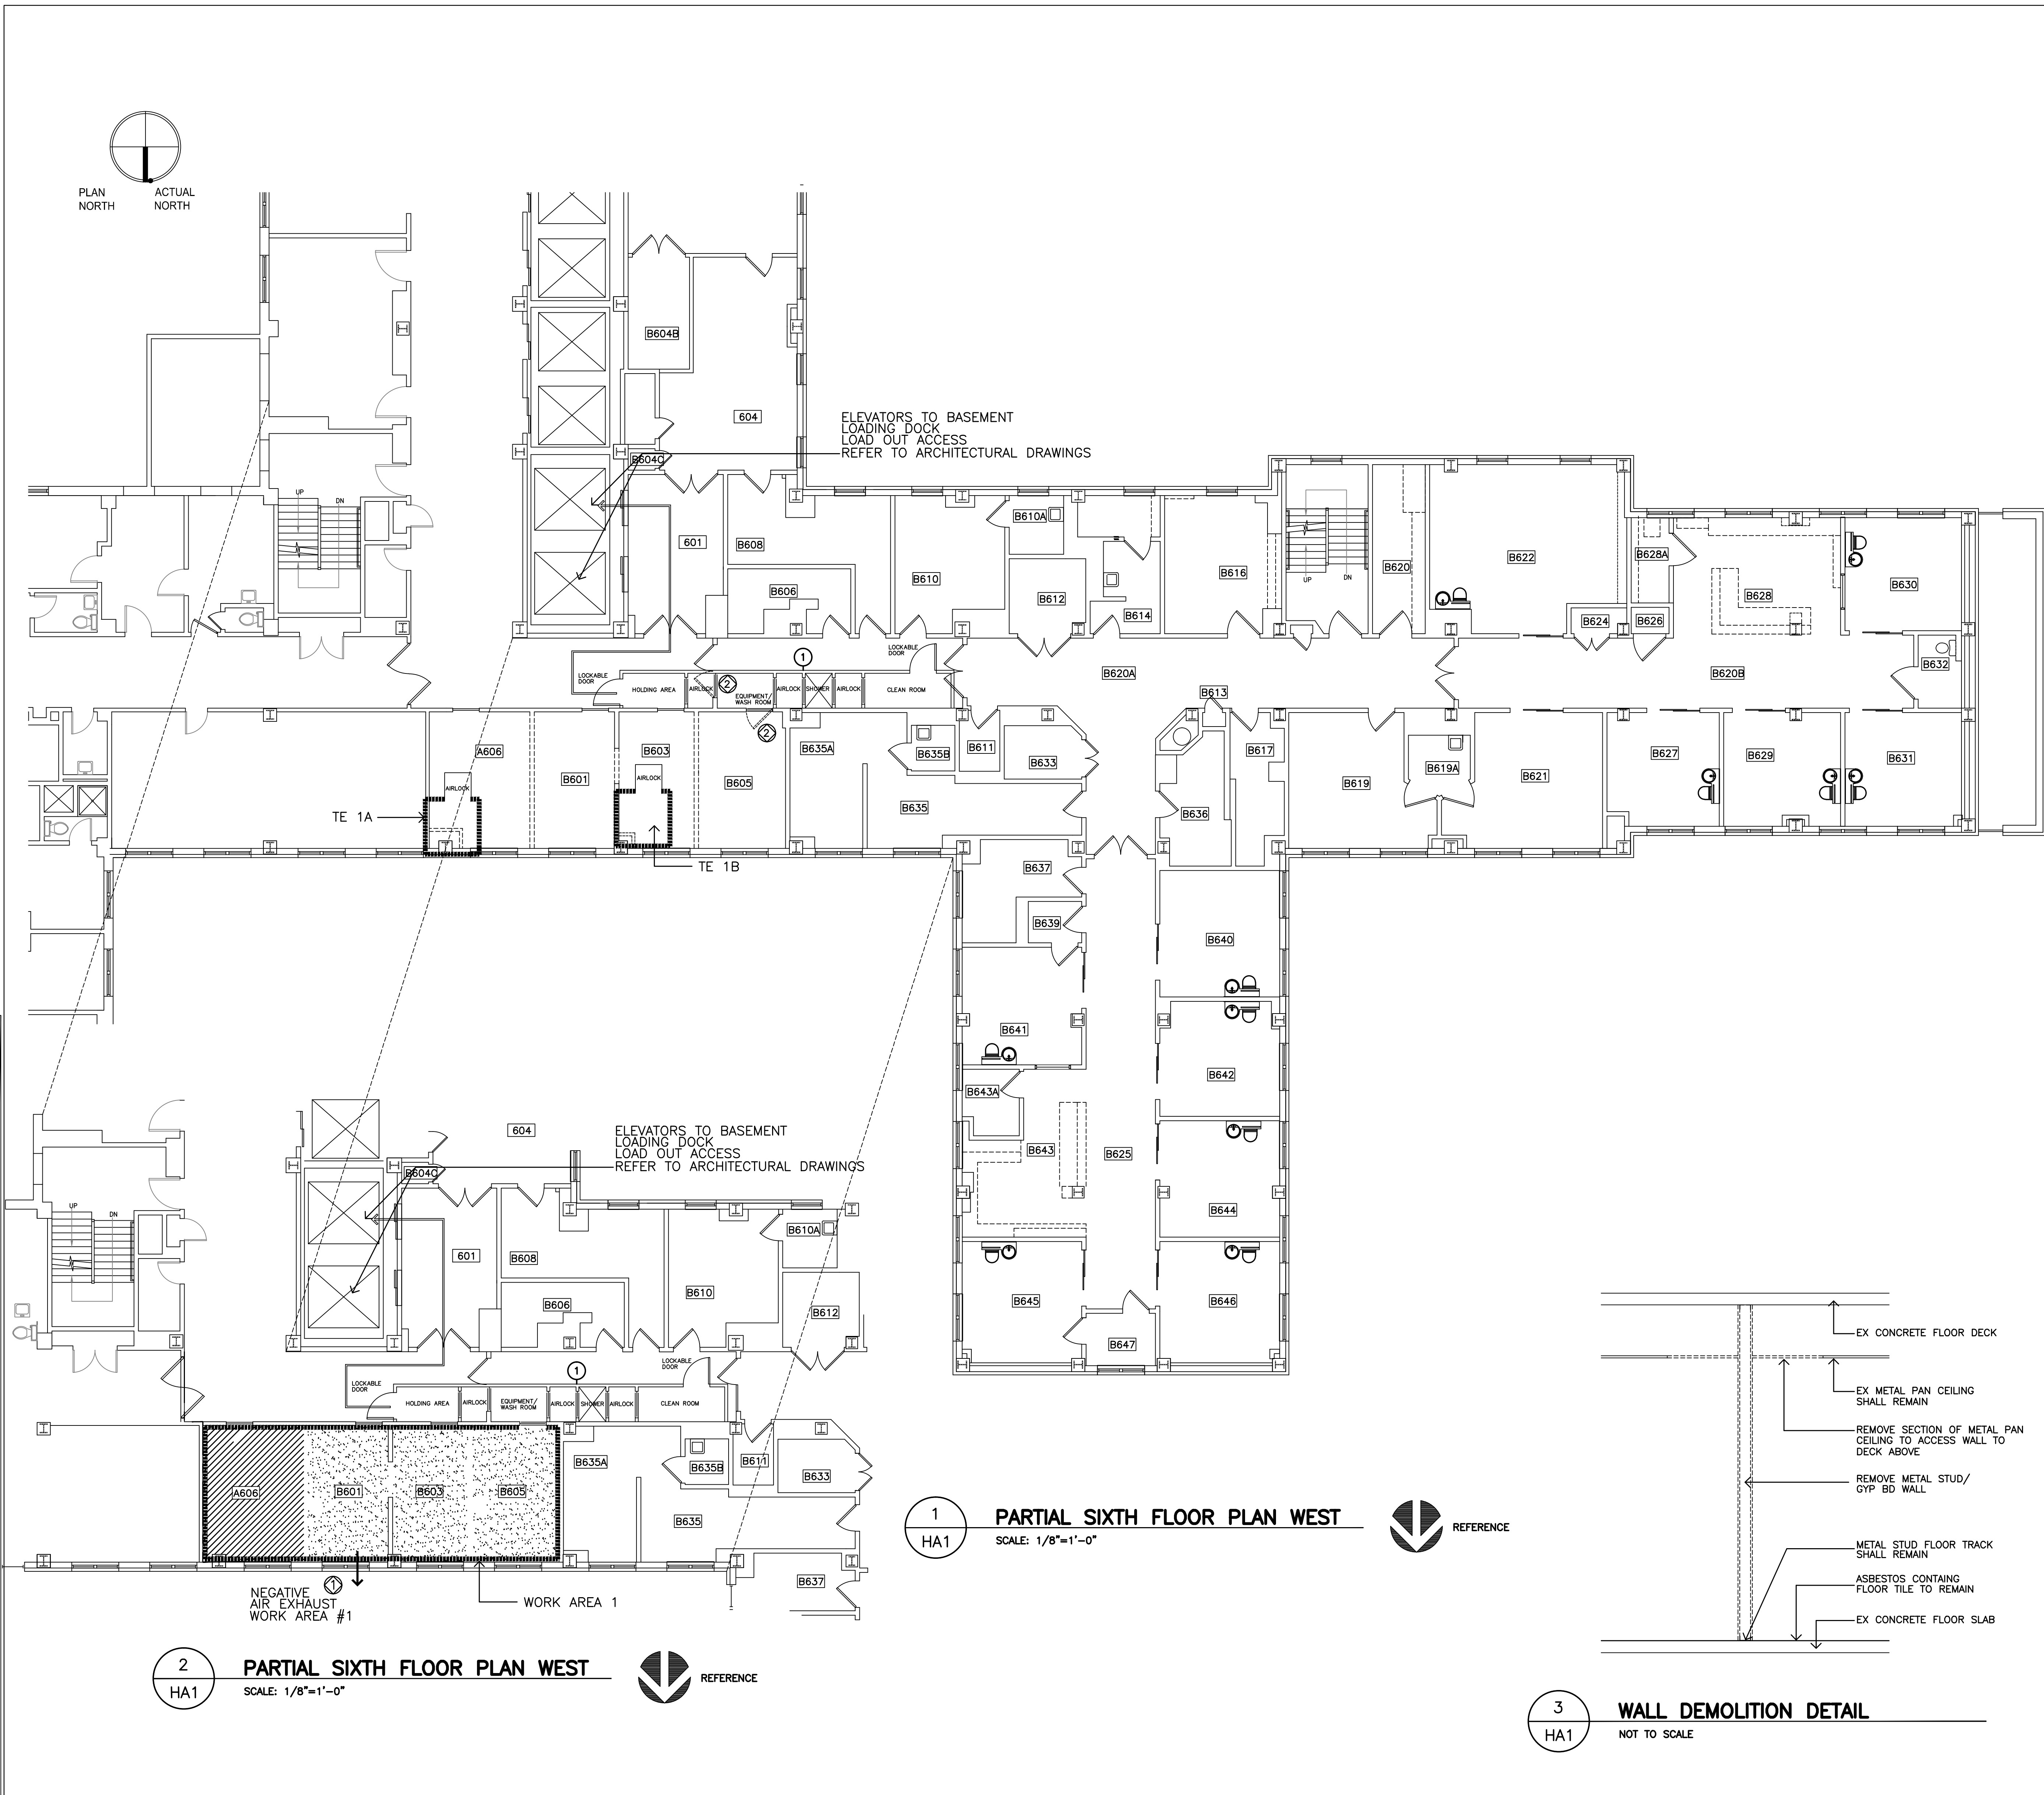 PLAN
NORTH
ACTUAL
NORTH
B604B
604
ELEVATORS TO BASEMENT
LOADING DOCK
LOAD OUT ACCESS
REFER TO ARCHITECTURAL DRAWINGS
B604C
UP
DN
601
B608
B606
B610
B610A
B612
B614
B616
UP
DN
B620
B622
B624
B626
B628A
B628
B630
B632
LOCKABLE
DOOR
HOLDING AREA
AIRLOCK
2
EQUIPMENT/
WASH ROOM
AIRLOCK
SHOWER
AIRLOCK
CLEAN ROOM
LOCKABLE
DOOR
1
2
B620A
B613
B620B
A606
AIRLOCK
B601
B603
AIRLOCK
B605
B635A
B635B
B611
B633
B635
B617
B636
B619
B619A
B621
B627
B629
B631
TE 1A
TE 1B
B637
B639
B640
B641
B642
B643A
B643
B625
B644
B645
B646
B647
604
ELEVATORS TO BASEMENT
LOADING DOCK
LOAD OUT ACCESS
REFER TO ARCHITECTURAL DRAWINGS
B604C
UP
DN
601
B608
B606
B610
B610A
B612
LOCKABLE
DOOR
HOLDING AREA
AIRLOCK
EQUIPMENT/
WASH ROOM
AIRLOCK
SHOWER
AIRLOCK
CLEAN ROOM
LOCKABLE
DOOR
1
A606
B601
B603
B605
B635A
B635B
B611
B633
B635
B637
1
NEGATIVE
AIR EXHAUST
WORK AREA #1
WORK AREA 1
1
HA1
PARTIAL SIXTH FLOOR PLAN WEST
SCALE: 1/8"=1'-0"
REFERENCE
2
HA1
PARTIAL SIXTH FLOOR PLAN WEST
SCALE: 1/8"=1'-0"
REFERENCE
EX CONCRETE FLOOR DECK
EX METAL PAN CEILING
SHALL REMAIN
REMOVE SECTION OF METAL PAN
CEILING TO ACCESS WALL TO
DECK ABOVE
REMOVE METAL STUD/
GYP BD WALL
METAL STUD FLOOR TRACK
SHALL REMAIN
ASBESTOS CONTAING
FLOOR TILE TO REMAIN
EX CONCRETE FLOOR SLAB
3
HA1
WALL DEMOLITION DETAIL
NOT TO SCALE